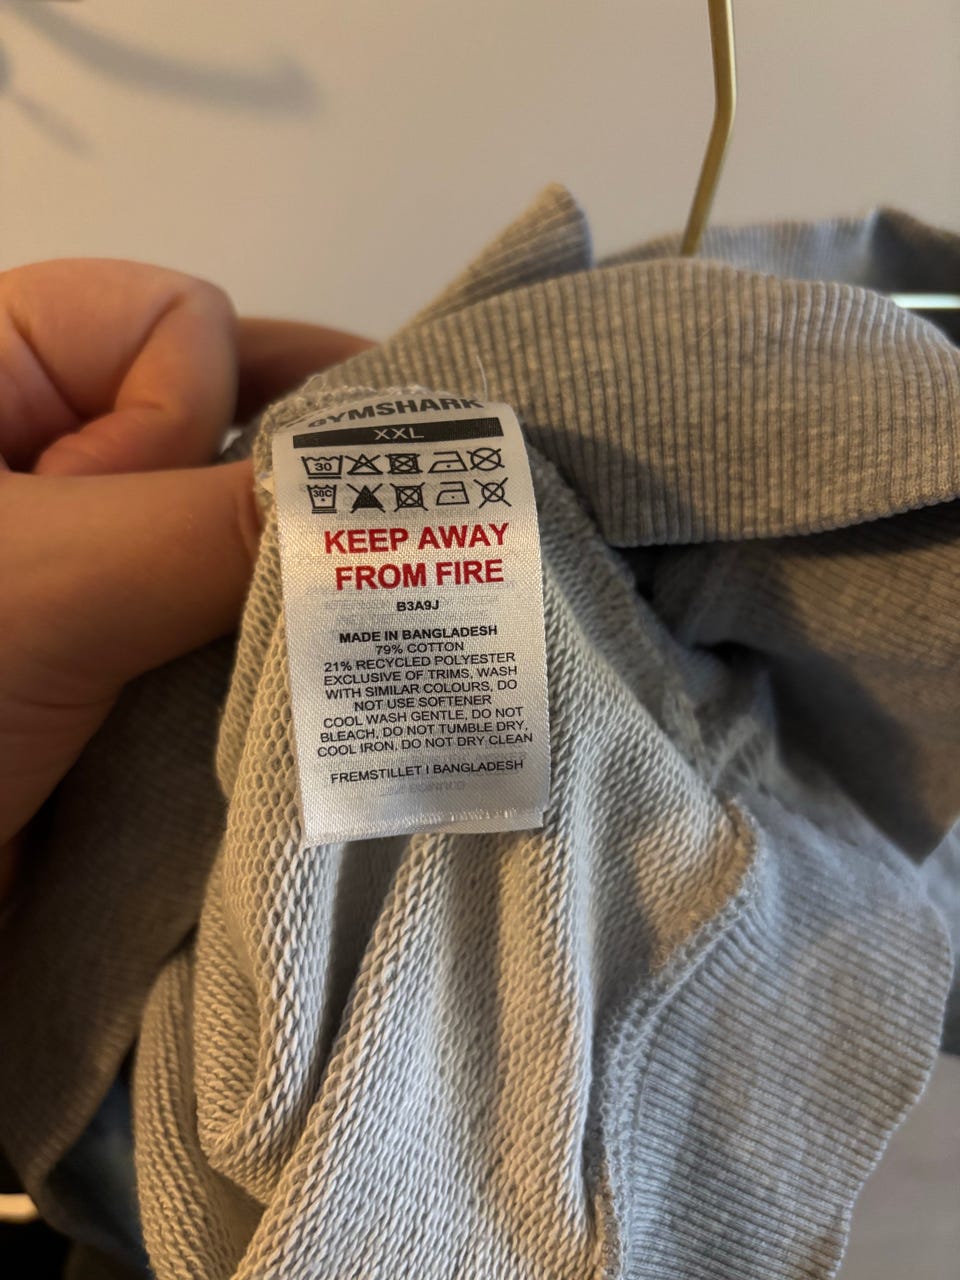 GYMSHARK
XXL
30
30C
KEEP AWAY
FROM FIRE
B3A9J
MADE IN BANGLADESH
79% COTTON
21% RECYCLED POLYESTER
EXCLUSIVE OF TRIMS, WASH
WITH SIMILAR COLOURS, DO
NOT USE SOFTENER
COOL WASH GENTLE, DO NOT
BLEACH, DO NOT TUMBLE DRY,
COOL IRON, DO NOT DRY CLEAN
FREMSTILLET I BANGLADESH